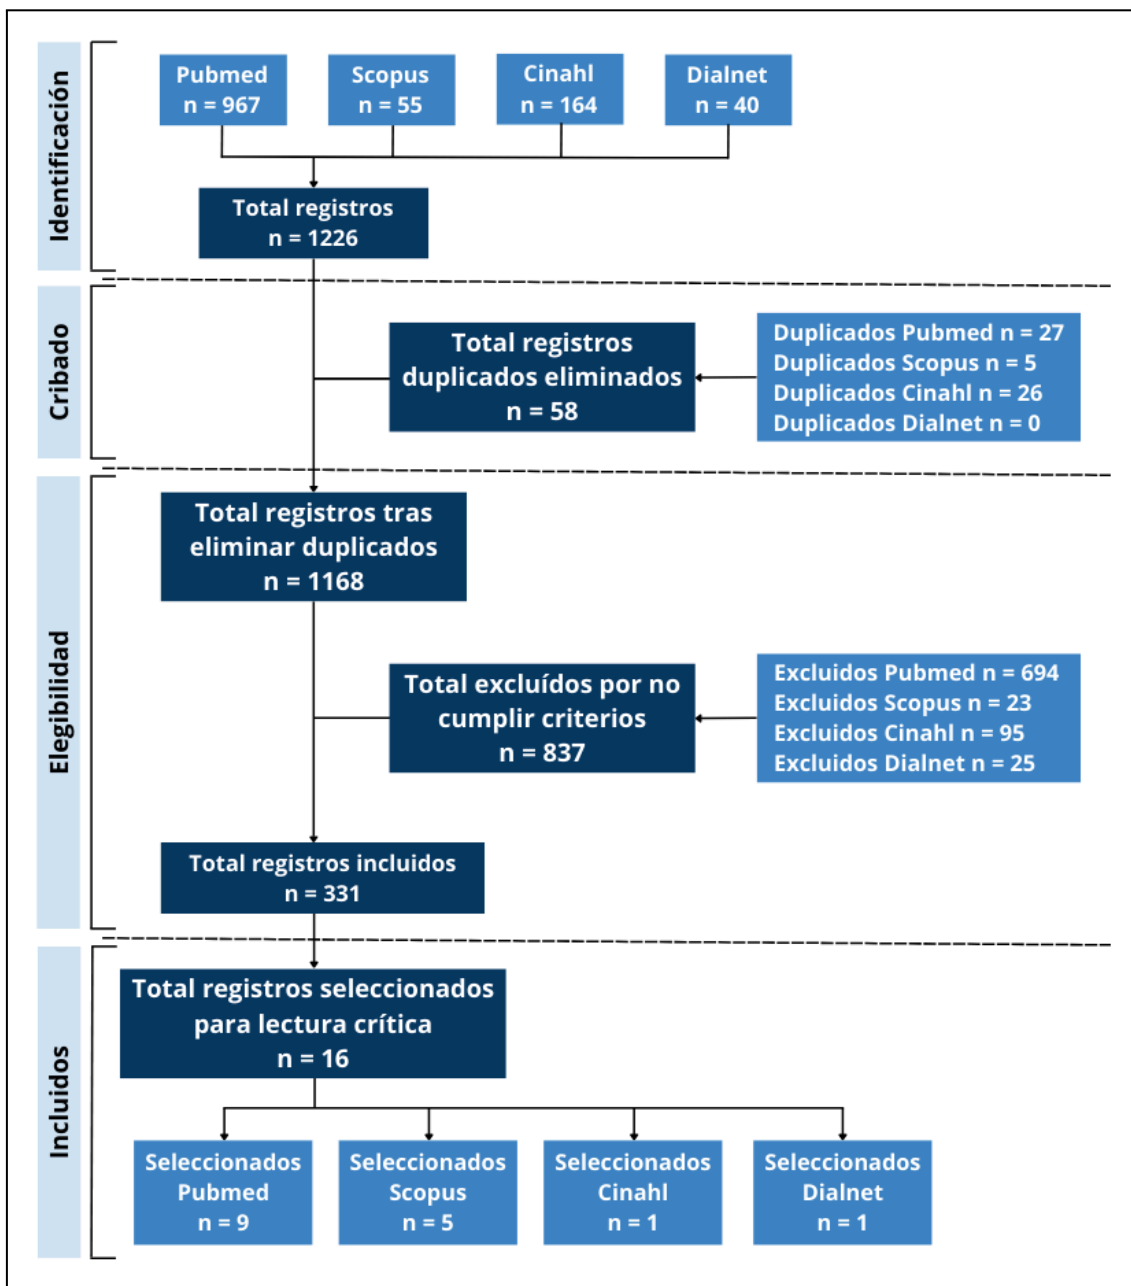 Identificación
Pubmed
n = 967
Scopus
n = 55
Cinahl
n = 164
Dialnet
n = 40
Total registros
n = 1226
Cribado
Total registros
duplicados eliminados
n = 58
Duplicados Pubmed n = 27
Duplicados Scopus n = 5
Duplicados Cinahl n = 26
Duplicados Dialnet n = 0
Elegibilidad
Total registros tras
eliminar duplicados
n = 1168
Total excluídos por no
cumplir criterios
n = 837
Excluidos Pubmed n = 694
Excluidos Scopus n = 23
Excluidos Cinahl n = 95
Excluidos Dialnet n = 25
Total registros incluidos
n = 331
Incluidos
Total registros seleccionados
para lectura crítica
n = 16
Seleccionados
Pubmed
n = 9
Seleccionados
Scopus
n = 5
Seleccionados
Cinahl
n = 1
Seleccionados
Dialnet
n = 1